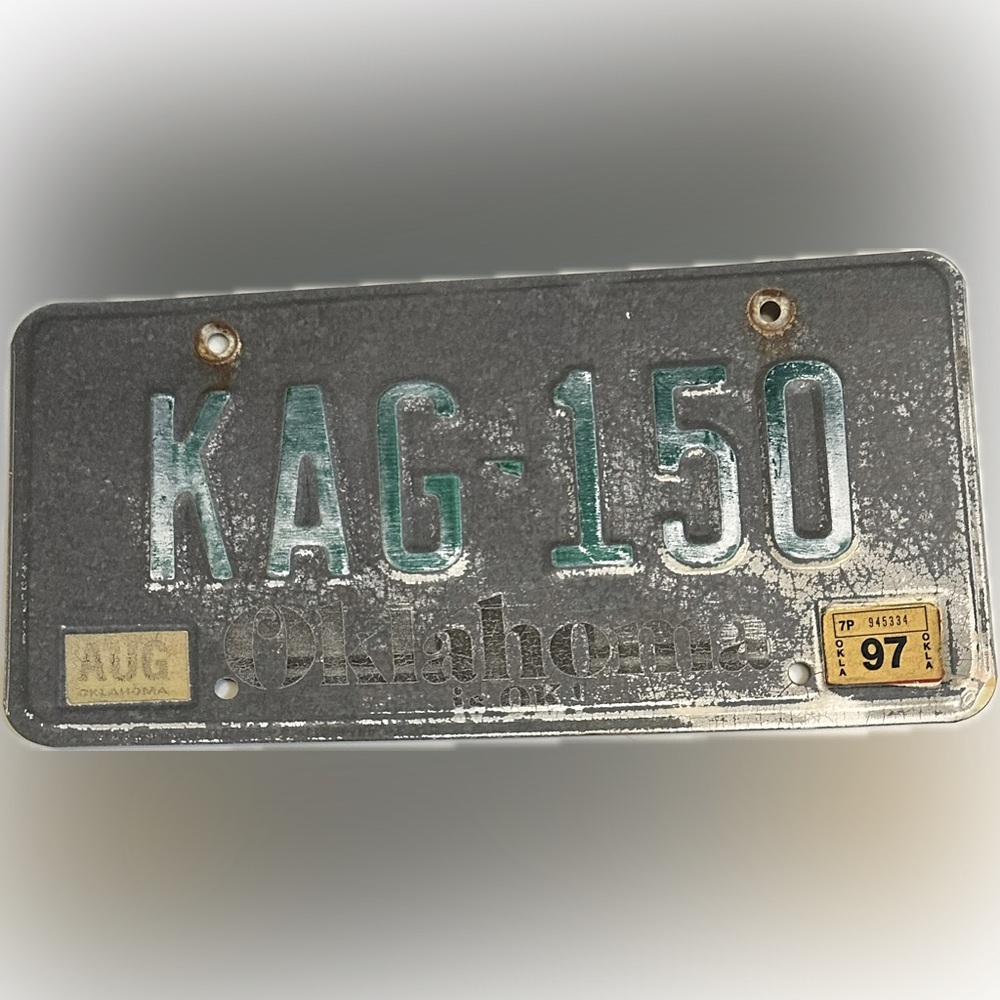 KAG-150
Oklahoma
is OK!
AUG
OKLAHOMA
7P 945334
OKLA 97 OKLA